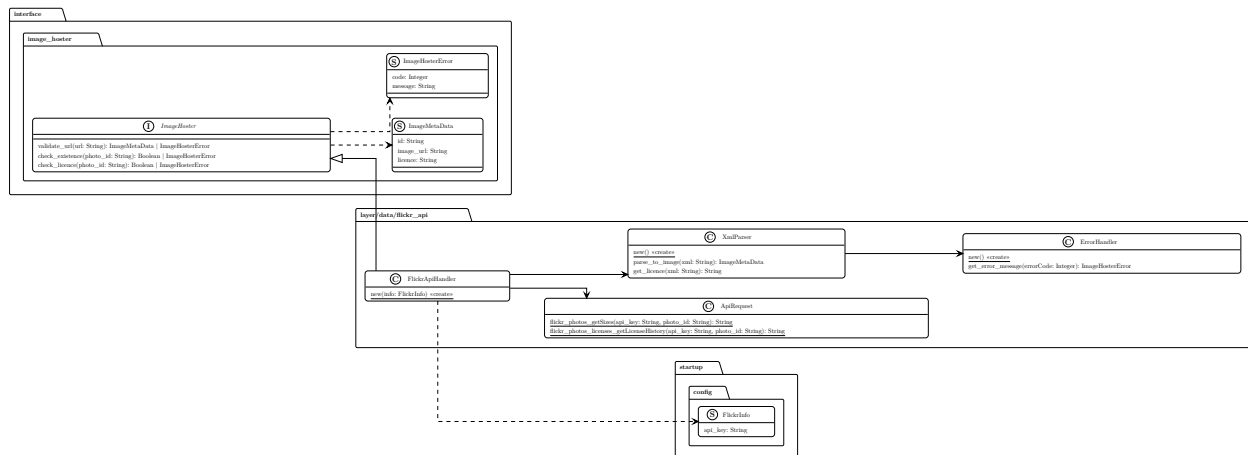 interface
image_hoster
S ImageHosterError
code: Integer
message: String
I ImageHoster
validate_url(url: String): ImageMetaData | ImageHosterError
check_existence(photo_id: String): Boolean | ImageHosterError
check_licence(photo_id: String): Boolean | ImageHosterError
S ImageMetaData
id: String
image_url: String
licence: String
layer/data/flickr_api
C FlickrApiHandler
new(info: FlickrInfo) «create»
C XmlParser
new() «create»
parse_to_image(xml: String): ImageMetaData
get_licence(xml: String): String
C ErrorHandler
new() «create»
get_error_message(errorCode: Integer): ImageHosterError
C ApiRequest
flickr_photos_getSizes(api_key: String, photo_id: String): String
flickr_photos_licenses_getLicenseHistory(api_key: String, photo_id: String): String
startup
config
S FlickrInfo
api_key: String